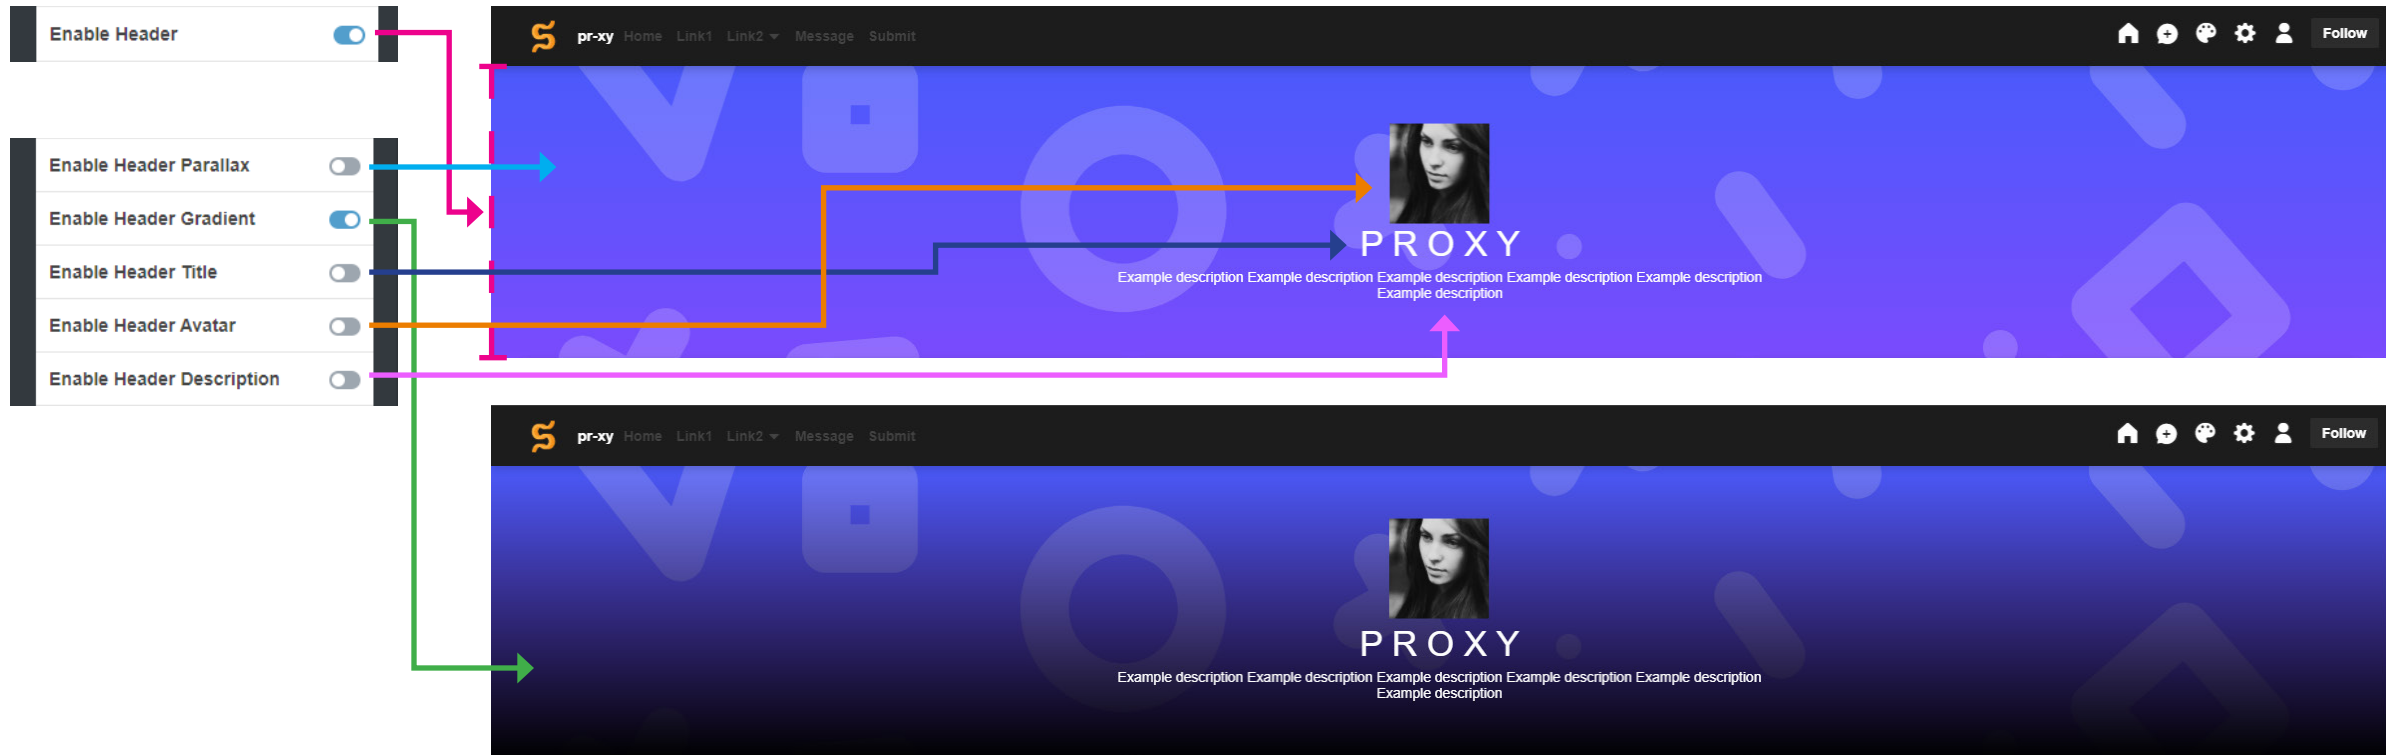 Enable Header
Enable Header Parallax
Enable Header Gradient
Enable Header Title
Enable Header Avatar
Enable Header Description
pr-xy Home Link1 Link2 Message Submit
Follow
PROXY
Example description Example description Example description Example description Example description
Example description
pr-xy Home Link1 Link2 Message Submit
Follow
PROXY
Example description Example description Example description Example description Example description
Example description